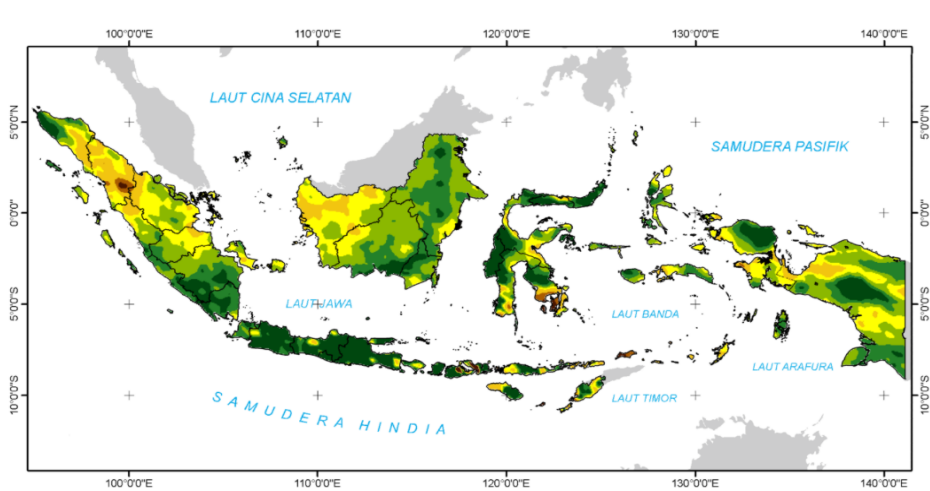 100°0'0"E 110°0'0"E 120°0'0"E 130°0'0"E 140°0'0"E
LAUT CINA SELATAN
5°0'0"N 5°0'0"N
SAMUDERA PASIFIK
0°0'0" 0°0'0"
LAUT JAWA
5°0'0"S 5°0'0"S
LAUT BANDA
LAUT ARAFURA
10°0'0"S 10°0'0"S
LAUT TIMOR
SAMUDERA HINDIA
100°0'0"E 110°0'0"E 120°0'0"E 130°0'0"E 140°0'0"E